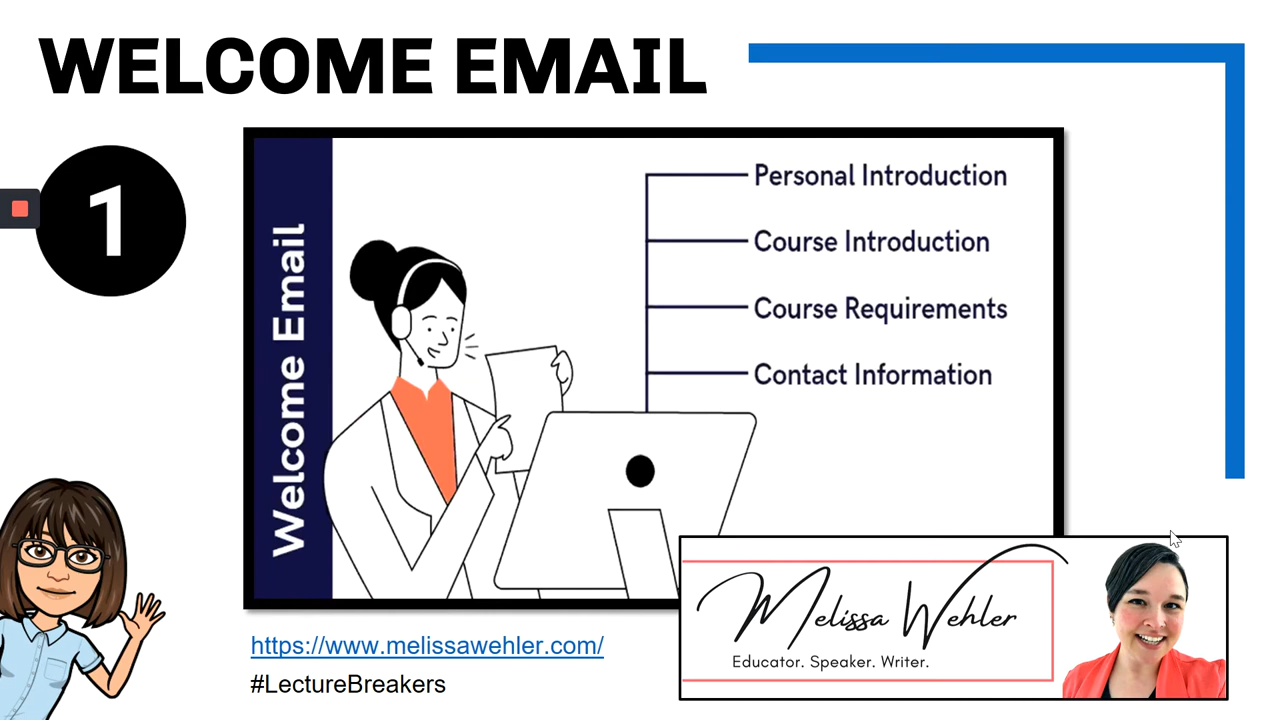 WELCOME EMAIL
1
Welcome Email
Personal Introduction
Course Introduction
Course Requirements
Contact Information
Melissa Wehler
Educator. Speaker. Writer.
https://www.melissawehler.com/
#LectureBreakers